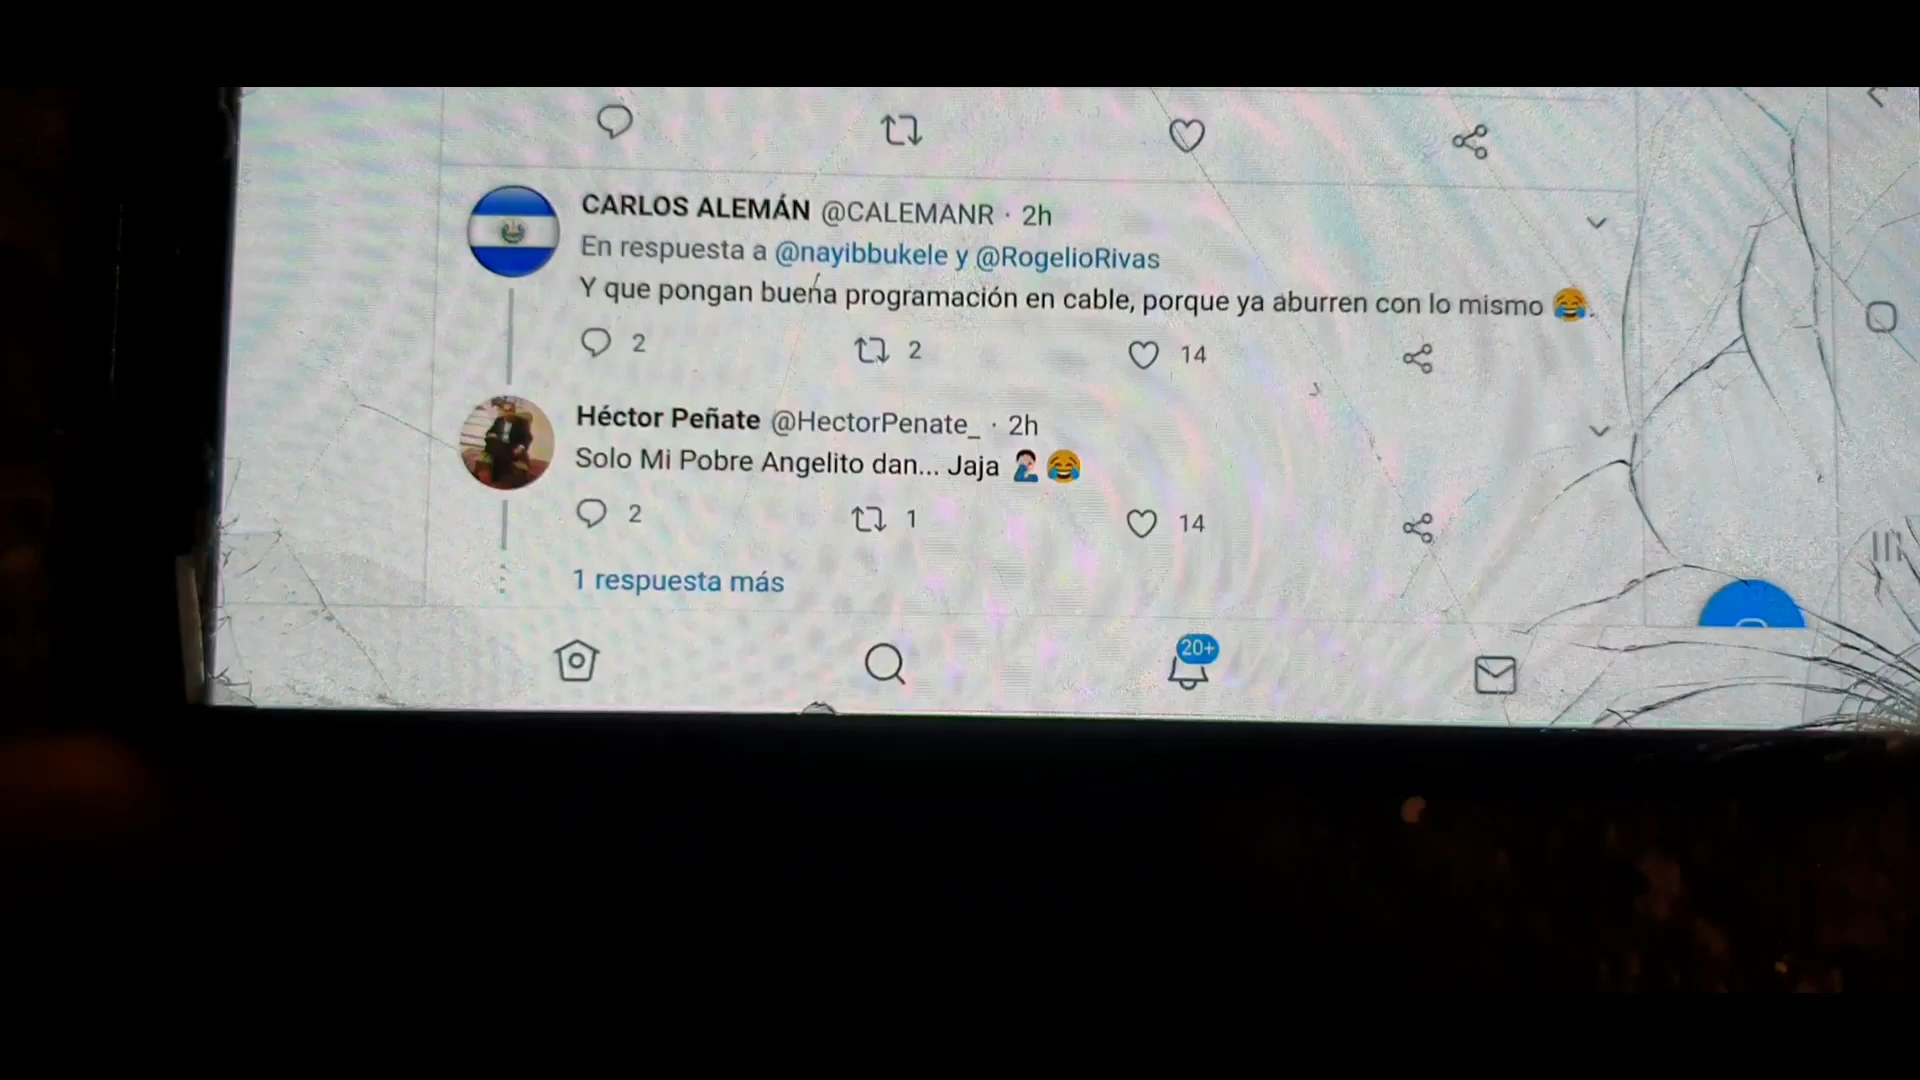 CARLOS ALEMÁN @CALEMANR · 2h
En respuesta a @nayibbukele y @RogelioRivas
Y que pongan buena programación en cable, porque ya aburren con lo mismo 😂.
2 2 14
Héctor Peñate @HectorPenate_ · 2h
Solo Mi Pobre Angelito dan... Jaja 🤦🏻‍♂️😂
2 1 14
1 respuesta más
20+